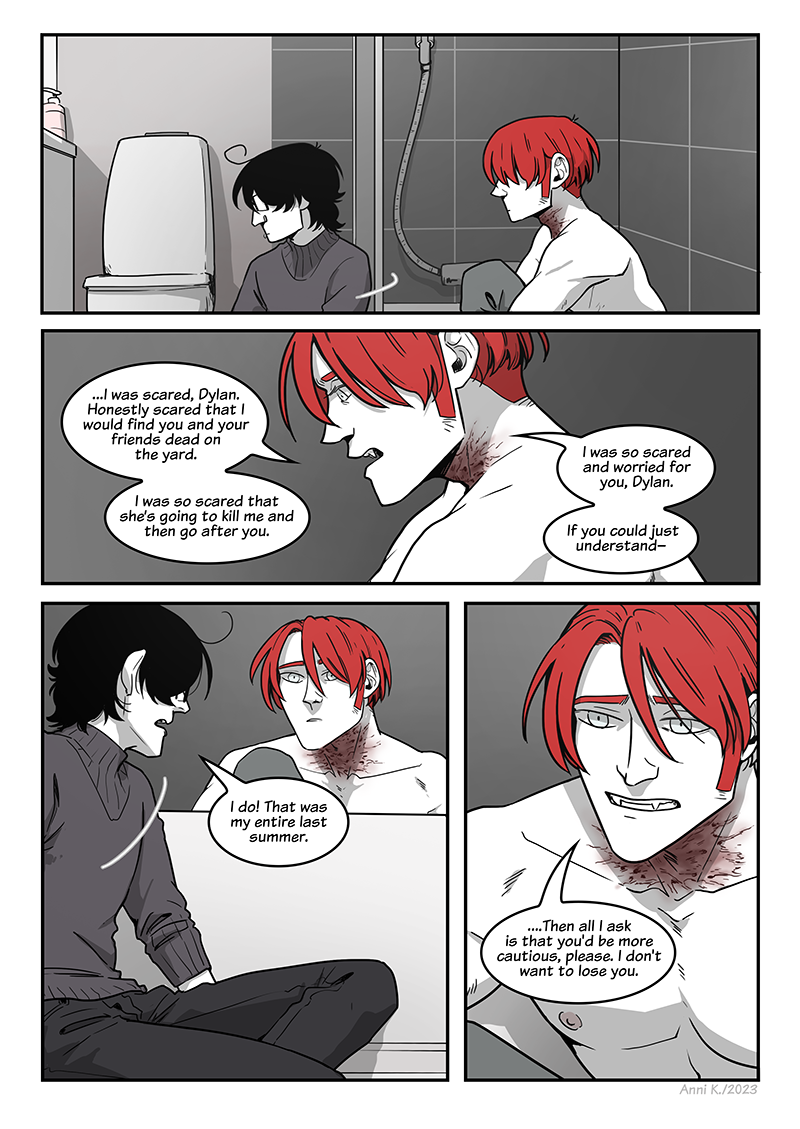 ...I was scared, Dylan.
Honestly scared that I
would find you and your
friends dead on
the yard.
I was so scared that
she's going to kill me and
then go after you.
I was so scared
and worried for
you, Dylan.
If you could just
understand—
I do! That was
my entire last
summer.
....Then all I ask
is that you'd be more
cautious, please. I don't
want to lose you.
Anni K./2023